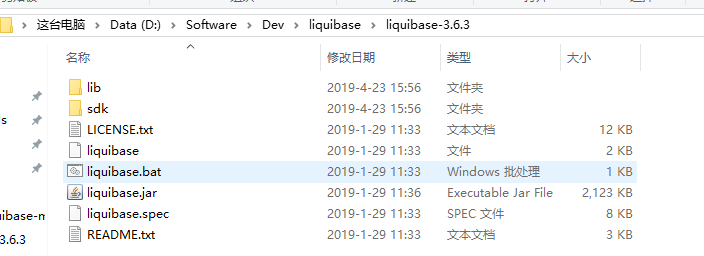 这台电脑 > Data (D:) > Software > Dev > liquibase > liquibase-3.6.3
名称 修改日期 类型 大小
lib 2019-4-23 15:56 文件夹
sdk 2019-4-23 15:56 文件夹
LICENSE.txt 2019-1-29 11:33 文本文档 12 KB
liquibase 2019-1-29 11:33 文件 2 KB
liquibase.bat 2019-1-29 11:33 Windows 批处理 1 KB
liquibase.jar 2019-1-29 11:36 Executable Jar File 2,123 KB
liquibase.spec 2019-1-29 11:33 SPEC 文件 8 KB
README.txt 2019-1-29 11:33 文本文档 3 KB
ls
quibase-m
3.6.3